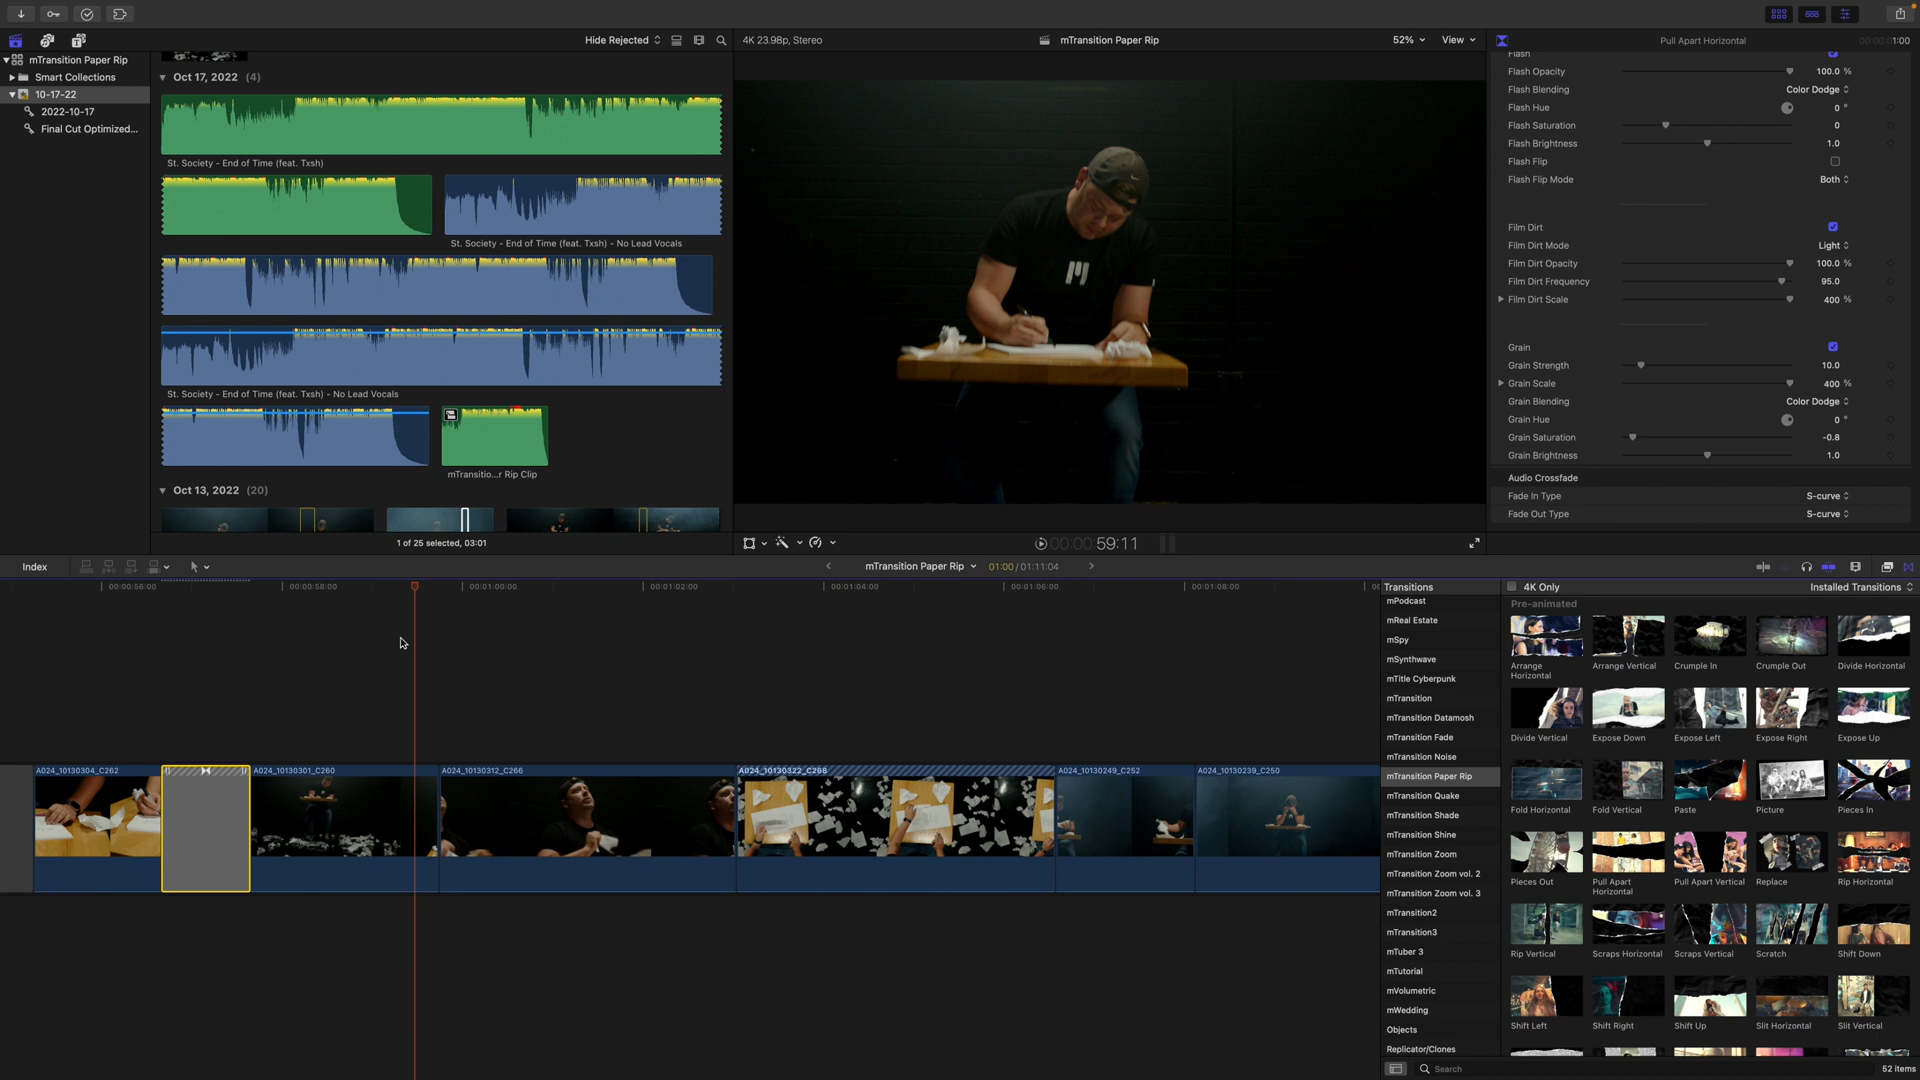 Hide Rejected
4K 23.98p, Stereo
mTransition Paper Rip
52%
View
Pull Apart Horizontal
00:00:01:00
mTransition Paper Rip
Smart Collections
10-17-22
2022-10-17
Final Cut Optimized...
Oct 17, 2022 (4)
St. Society - End of Time (feat. Txsh)
St. Society - End of Time (feat. Txsh) - No Lead Vocals
St. Society - End of Time (feat. Txsh) - No Lead Vocals
mTransitio...r Rip Clip
Oct 13, 2022 (20)
1 of 25 selected, 03:01
00:00:59:11
Flash
Flash Opacity 100.0 %
Flash Blending Color Dodge
Flash Hue 0 °
Flash Saturation 0
Flash Brightness 1.0
Flash Flip
Flash Flip Mode Both
Film Dirt
Film Dirt Mode Light
Film Dirt Opacity 100.0 %
Film Dirt Frequency 95.0
Film Dirt Scale 400 %
Grain
Grain Strength 10.0
Grain Scale 400 %
Grain Blending Color Dodge
Grain Hue 0 °
Grain Saturation -0.8
Grain Brightness 1.0
Audio Crossfade
Fade In Type S-curve
Fade Out Type S-curve
Index
mTransition Paper Rip
01:00 / 01:11:04
00:00:56:00
00:00:58:00
00:01:00:00
00:01:02:00
00:01:04:00
00:01:06:00
00:01:08:00
A024_10130304_C262
A024_10130301_C260
A024_10130312_C266
A024_10130322_C268
A024_10130249_C252
A024_10130239_C250
Transitions
mPodcast
mReal Estate
mSpy
mSynthwave
mTitle Cyberpunk
mTransition
mTransition Datamosh
mTransition Fade
mTransition Noise
mTransition Paper Rip
mTransition Quake
mTransition Shade
mTransition Shine
mTransition Zoom
mTransition Zoom vol. 2
mTransition Zoom vol. 3
mTransition2
mTransition3
mTuber 3
mTutorial
mVolumetric
mWedding
Objects
Replicator/Clones
4K Only
Installed Transitions
Pre-animated
Arrange Horizontal
Arrange Vertical
Crumple In
Crumple Out
Divide Horizontal
Divide Vertical
Expose Down
Expose Left
Expose Right
Expose Up
Fold Horizontal
Fold Vertical
Paste
Picture
Pieces In
Pieces Out
Pull Apart Horizontal
Pull Apart Vertical
Replace
Rip Horizontal
Rip Vertical
Scraps Horizontal
Scraps Vertical
Scratch
Shift Down
Shift Left
Shift Right
Shift Up
Slit Horizontal
Slit Vertical
Search
52 items